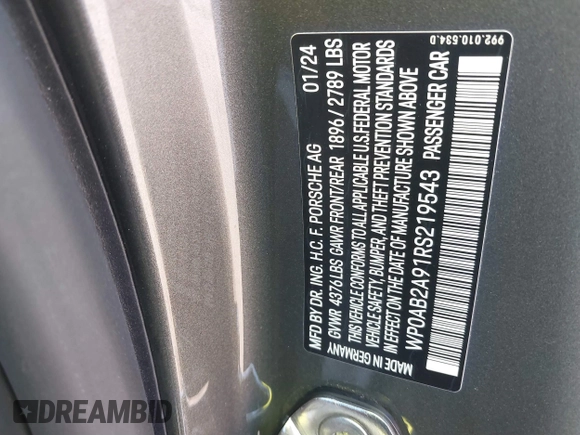 992.010.534.D
01/24
MFD BY DR. ING. H.C. F. PORSCHE AG
GVWR 4376 LBS GAWR FRONT/REAR 1896 / 2789 LBS
THIS VEHICLE CONFORMS TO ALL APPLICABLE U.S. FEDERAL MOTOR
VEHICLE SAFETY, BUMPER, AND THEFT PREVENTION STANDARDS
IN EFFECT ON THE DATE OF MANUFACTURE SHOWN ABOVE
WP0AB2A91RS219543 PASSENGER CAR
MADE IN GERMANY
DREAMBID